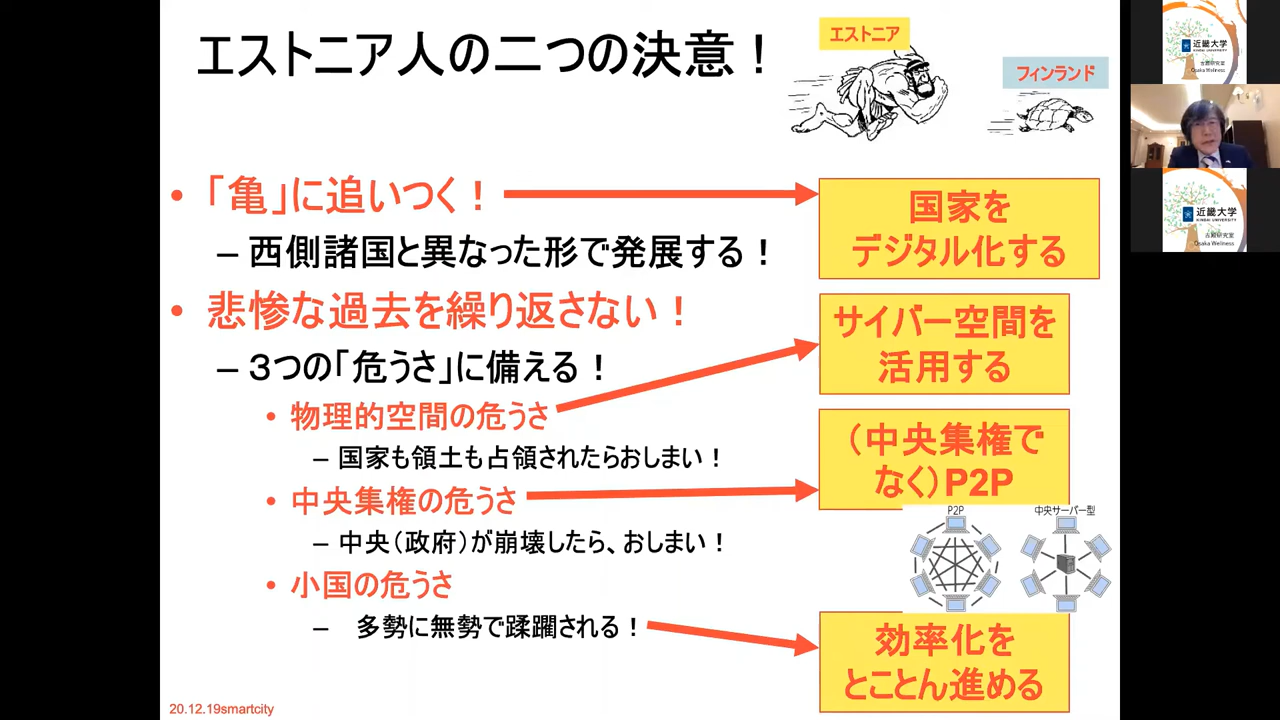 エストニア人の二つの決意！
エストニア
フィンランド
• 「亀」に追いつく！
– 西側諸国と異なった形で発展する！
• 悲惨な過去を繰り返さない！
– ３つの「危うさ」に備える！
• 物理的空間の危うさ
– 国家も領土も占領されたらおしまい！
• 中央集権の危うさ
– 中央（政府）が崩壊したら、おしまい！
• 小国の危うさ
– 多勢に無勢で蹂躙される！
国家を
デジタル化する
サイバー空間を
活用する
（中央集権で
なく）P2P
P2P
中央サーバー型
効率化を
とことん進める
20.12.19smartcity
近畿大学
KINDAI UNIVERSITY
Osaka Welness
近畿大学
KINDAI UNIVERSITY
Osaka Welness